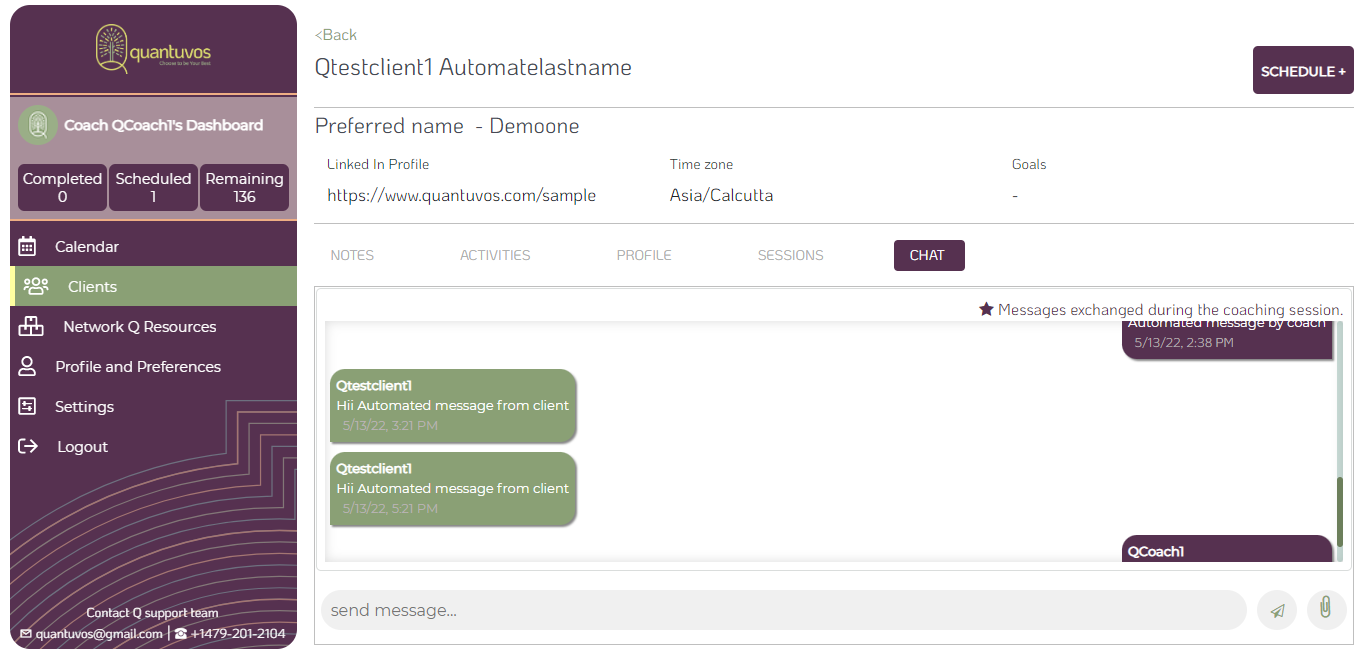 quantuvos
Choose to be Your Best
Coach QCoach1's Dashboard
Completed
0
Scheduled
1
Remaining
136
Calendar
Clients
Network Q Resources
Profile and Preferences
Settings
Logout
Contact Q support team
quantuvos@gmail.com | +1479-201-2104
<Back
Qtestclient1 Automatelastname
SCHEDULE +
Preferred name - Demoone
Linked In Profile
https://www.quantuvos.com/sample
Time zone
Asia/Calcutta
Goals
-
NOTES ACTIVITIES PROFILE SESSIONS CHAT
Messages exchanged during the coaching session.
Automated message by coach
5/13/22, 2:38 PM
Qtestclient1
Hii Automated message from client
5/13/22, 3:21 PM
Qtestclient1
Hii Automated message from client
5/13/22, 5:21 PM
QCoach1
send message...